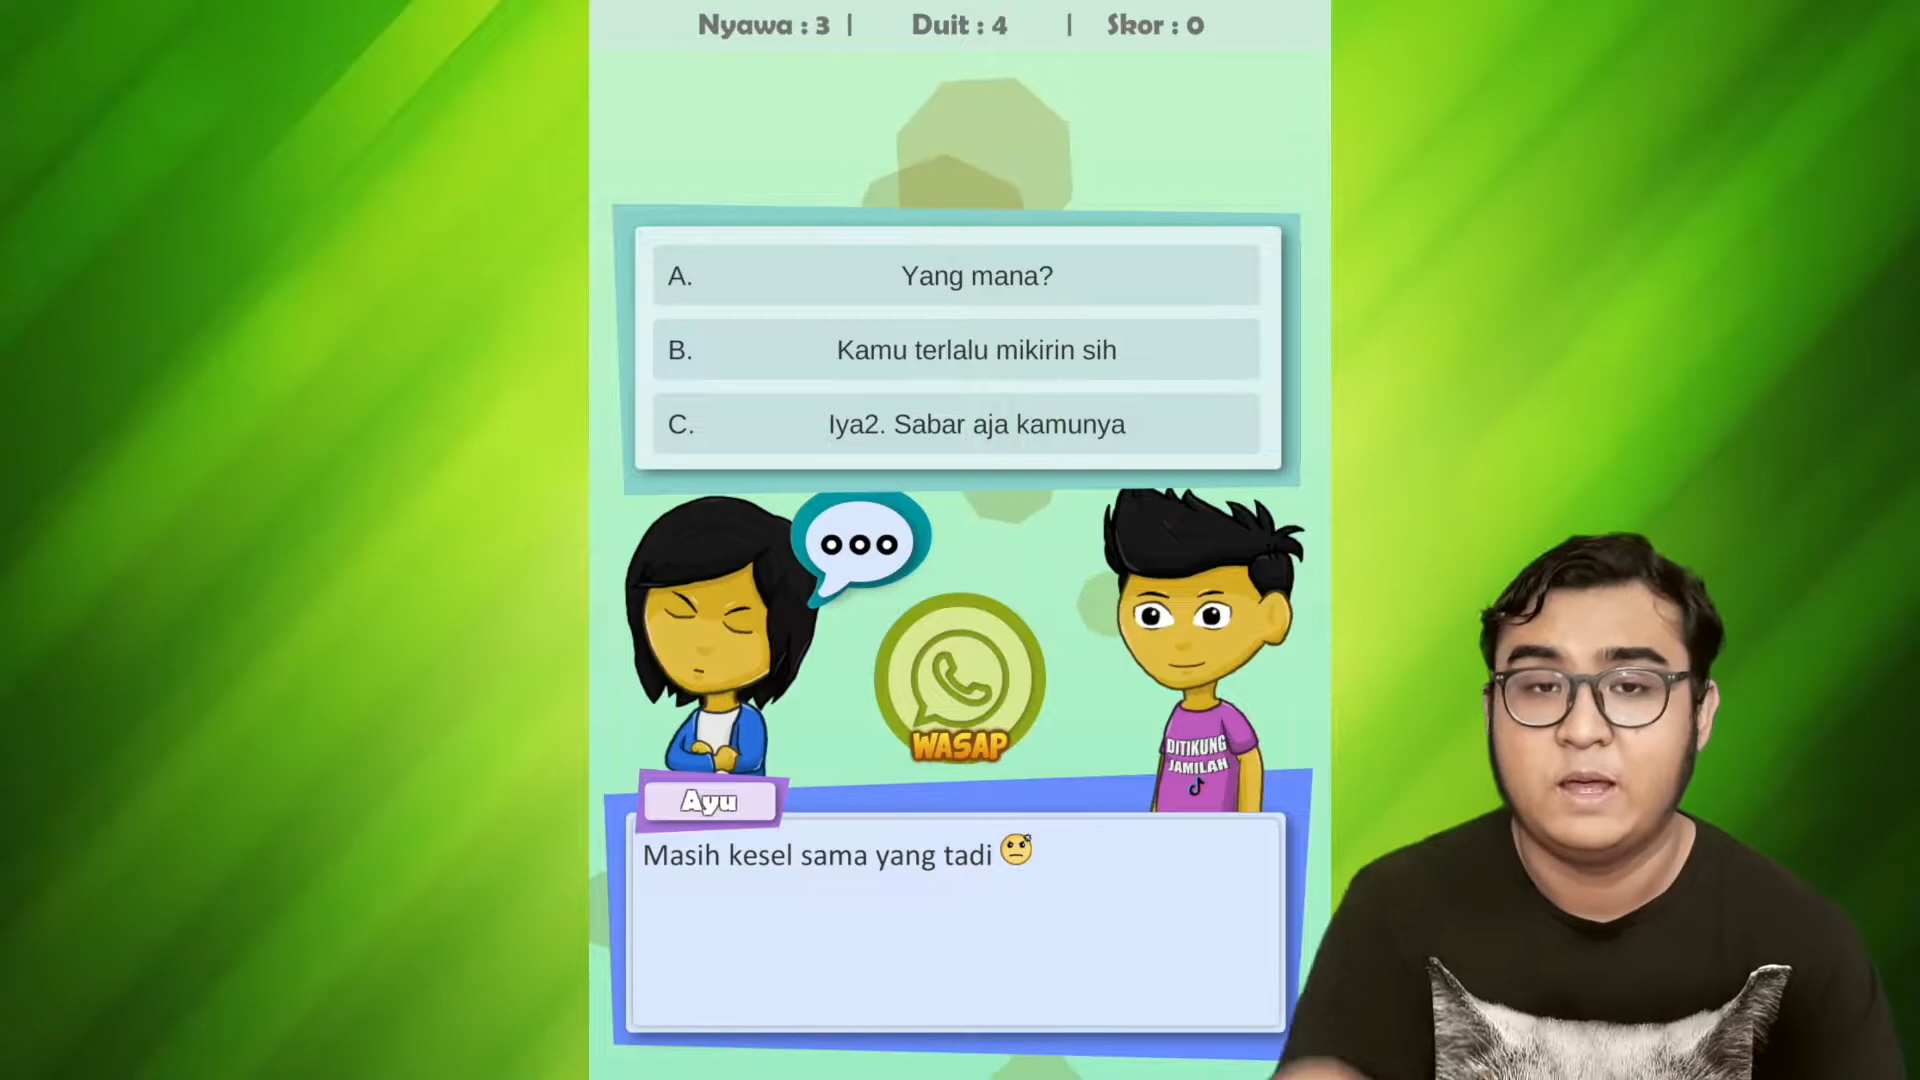 Nyawa : 3 | Duit : 4 | Skor : 0
A. Yang mana?
B. Kamu terlalu mikirin sih
C. Iya2. Sabar aja kamunya
WASAP
DITIKUNG
JAMILAH
Ayu
Masih kesel sama yang tadi